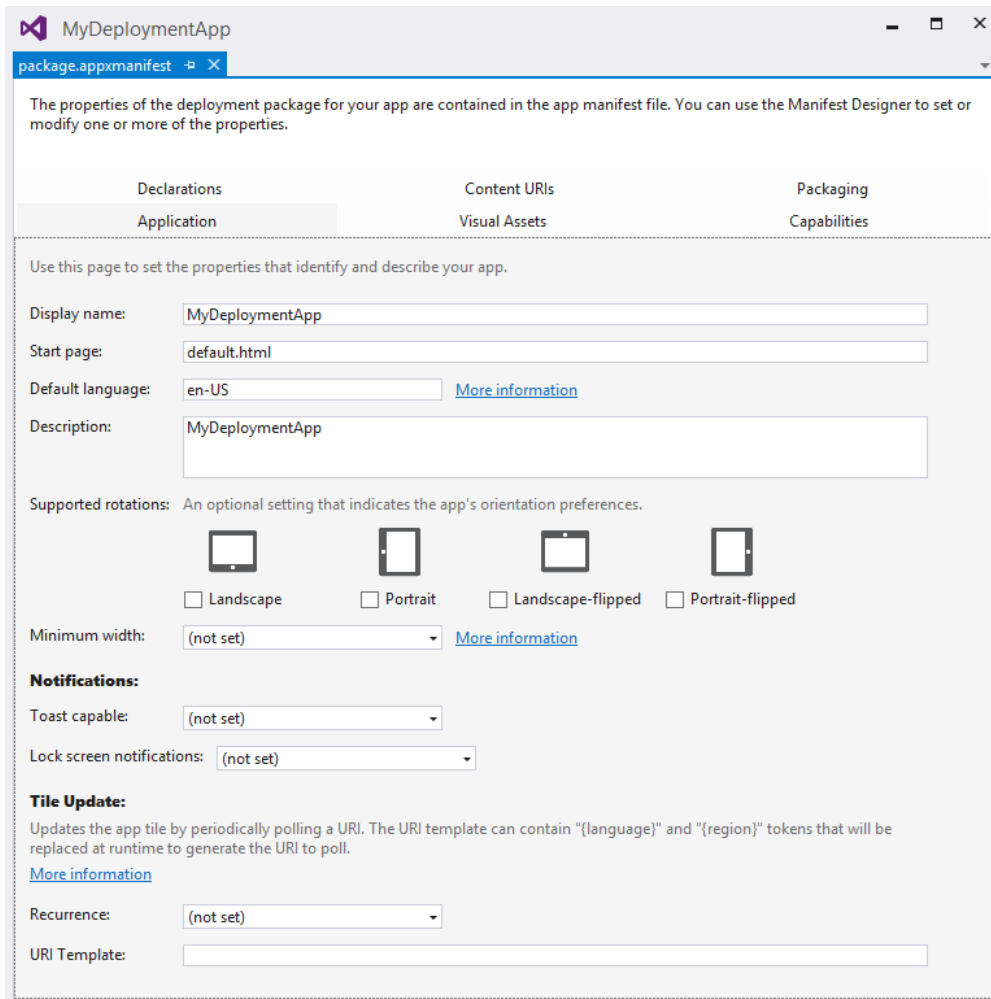 MyDeploymentApp
package.appxmanifest
The properties of the deployment package for your app are contained in the app manifest file. You can use the Manifest Designer to set or
modify one or more of the properties.
Declarations Content URIs Packaging
Application Visual Assets Capabilities
Use this page to set the properties that identify and describe your app.
Display name: MyDeploymentApp
Start page: default.html
Default language: en-US More information
Description: MyDeploymentApp
Supported rotations: An optional setting that indicates the app's orientation preferences.
Landscape Portrait Landscape-flipped Portrait-flipped
Minimum width: (not set) More information
Notifications:
Toast capable: (not set)
Lock screen notifications: (not set)
Tile Update:
Updates the app tile by periodically polling a URI. The URI template can contain "{language}" and "{region}" tokens that will be
replaced at runtime to generate the URI to poll.
More information
Recurrence: (not set)
URI Template: